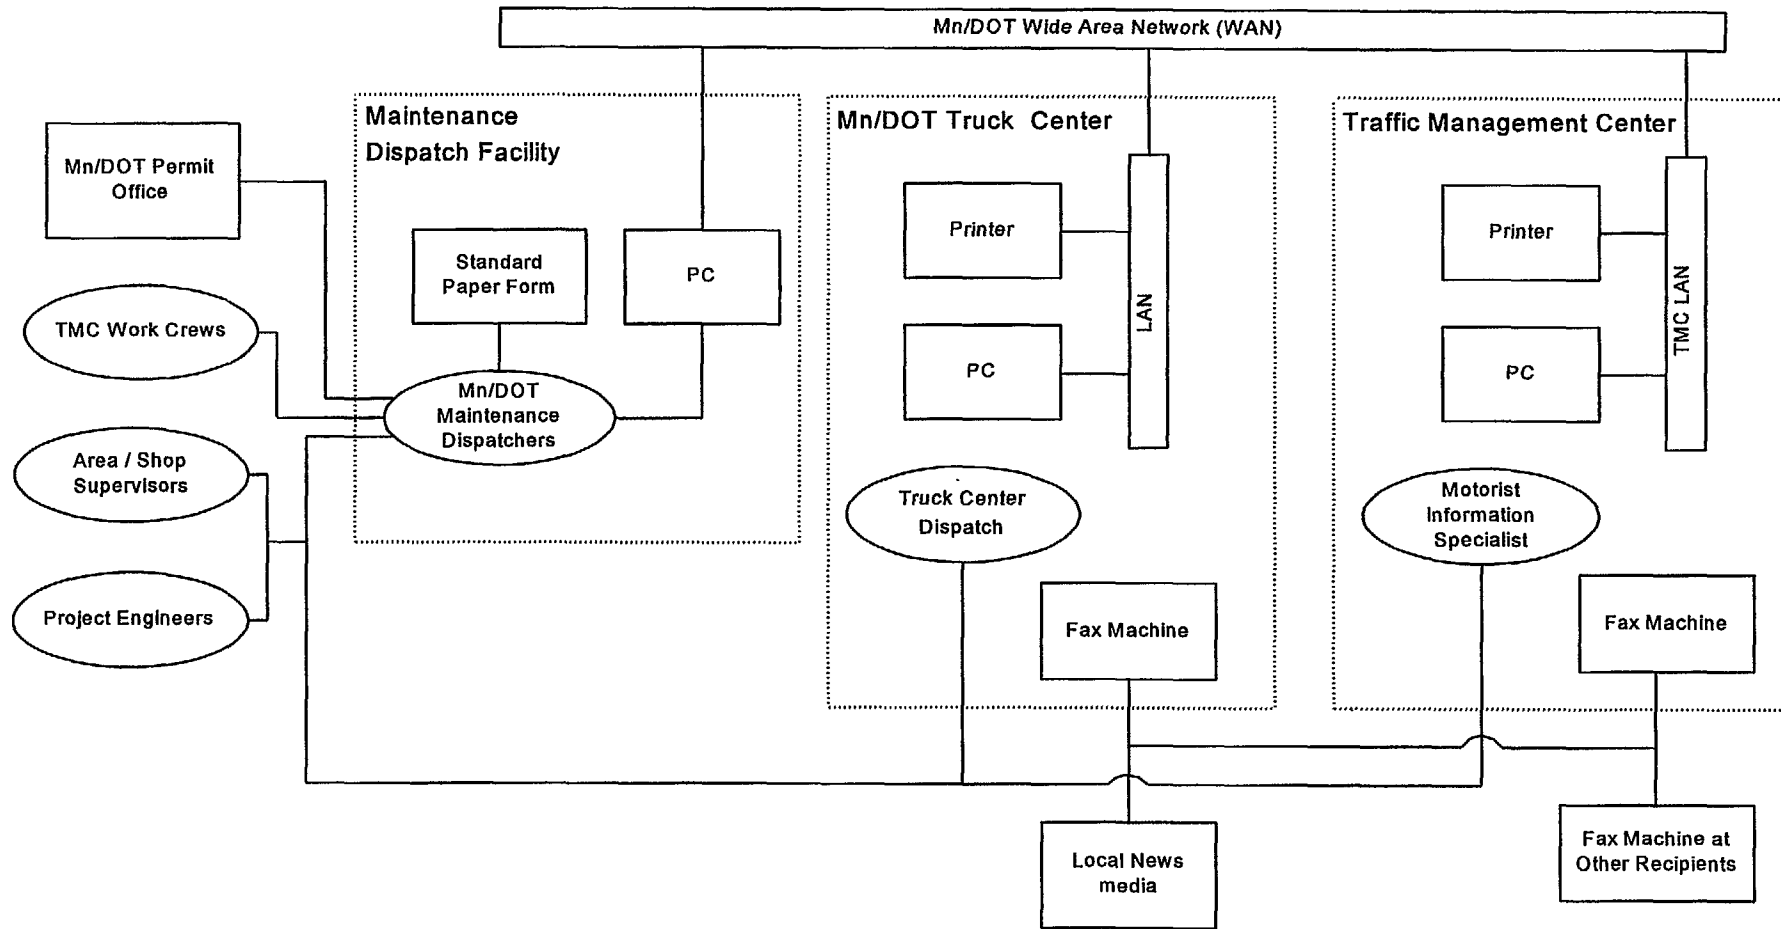 Mn/DOT Wide Area Network (WAN)
Maintenance
Dispatch Facility
Mn/DOT Truck Center
Traffic Management Center
Mn/DOT Permit
Office
Standard
Paper Form
PC
Printer
LAN
PC
Printer
TMC LAN
PC
TMC Work Crews
Mn/DOT
Maintenance
Dispatchers
Area / Shop
Supervisors
Truck Center
Dispatch
Motorist
Information
Specialist
Project Engineers
Fax Machine
Fax Machine
Local News
media
Fax Machine at
Other Recipients